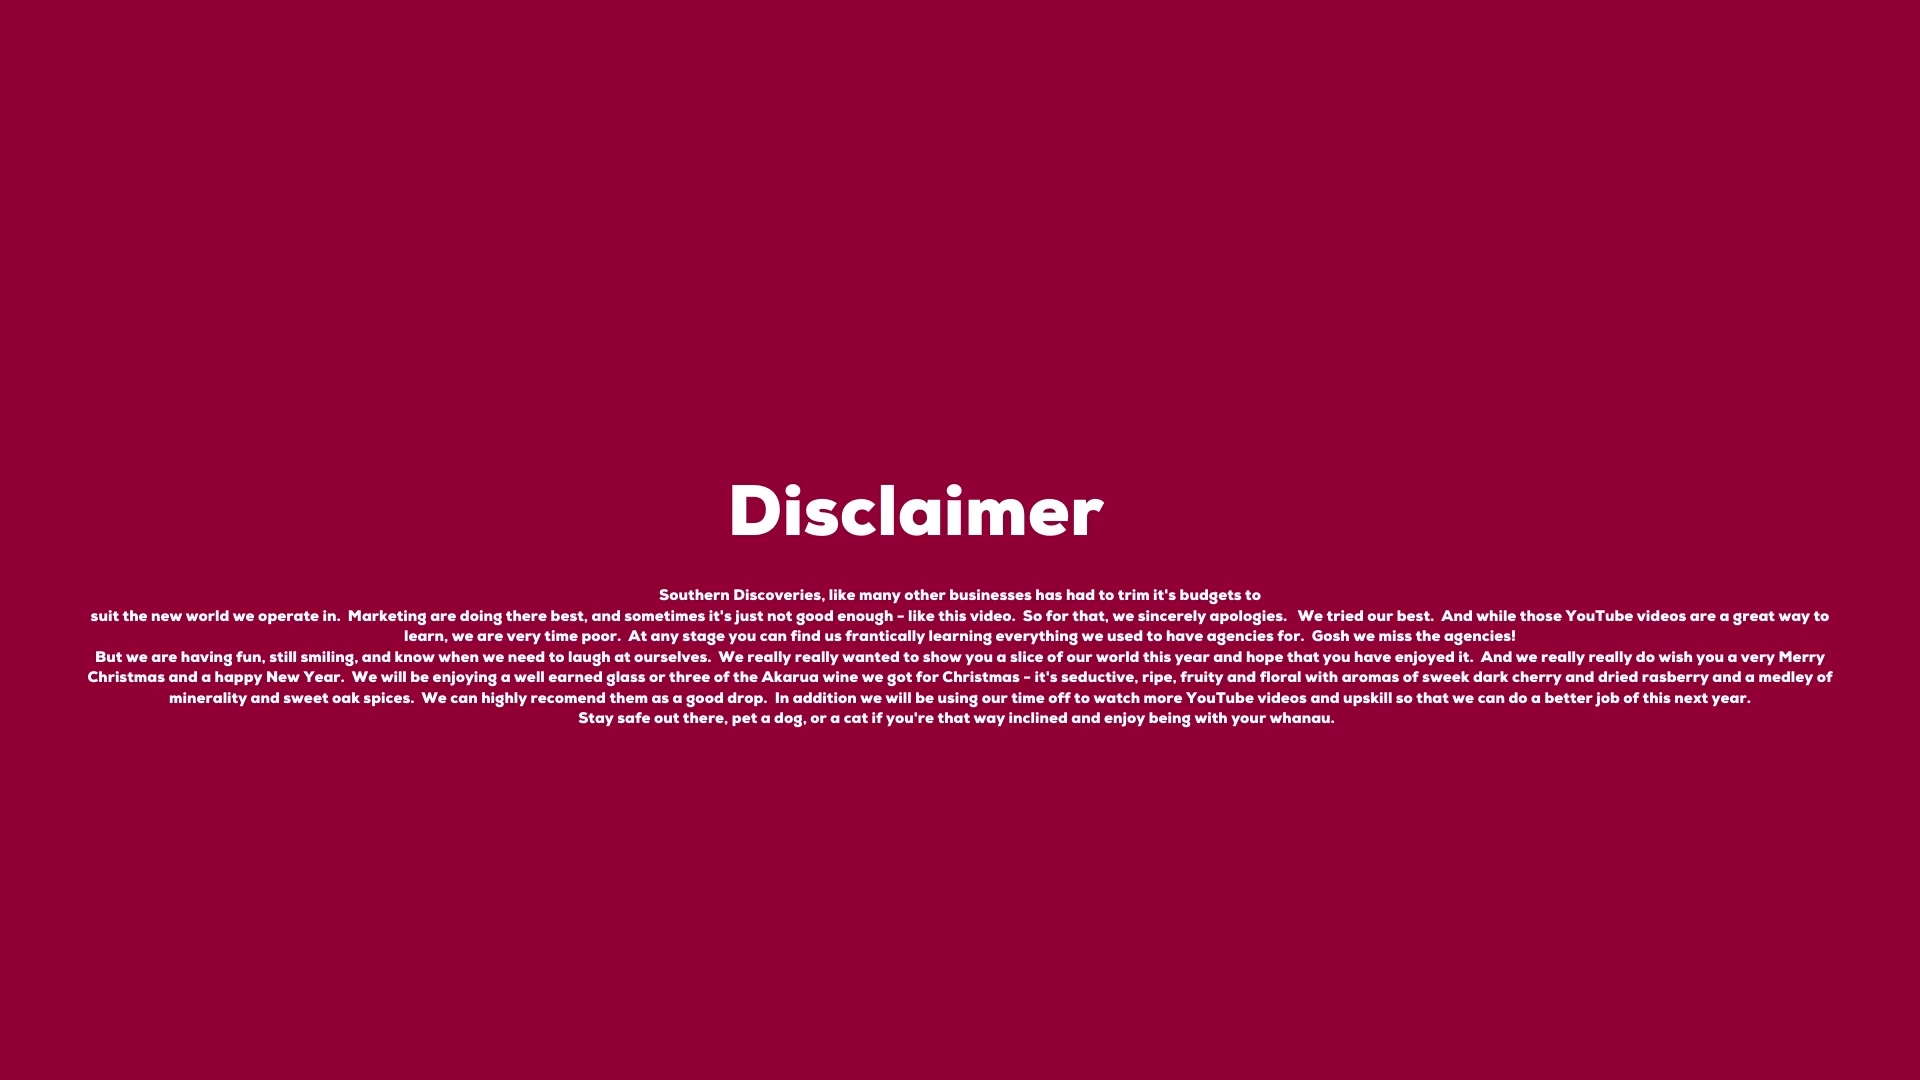 Disclaimer
Southern Discoveries, like many other businesses has had to trim it's budgets to
suit the new world we operate in.  Marketing are doing there best, and sometimes it's just not good enough - like this video.  So for that, we sincerely apologies.   We tried our best.  And while those YouTube videos are a great way to
learn, we are very time poor.  At any stage you can find us frantically learning everything we used to have agencies for.  Gosh we miss the agencies!
But we are having fun, still smiling, and know when we need to laugh at ourselves.  We really really wanted to show you a slice of our world this year and hope that you have enjoyed it.  And we really really do wish you a very Merry
Christmas and a happy New Year.  We will be enjoying a well earned glass or three of the Akarua wine we got for Christmas - it's seductive, ripe, fruity and floral with aromas of sweek dark cherry and dried rasberry and a medley of
minerality and sweet oak spices.  We can highly recomend them as a good drop.  In addition we will be using our time off to watch more YouTube videos and upskill so that we can do a better job of this next year.
Stay safe out there, pet a dog, or a cat if you're that way inclined and enjoy being with your whanau.